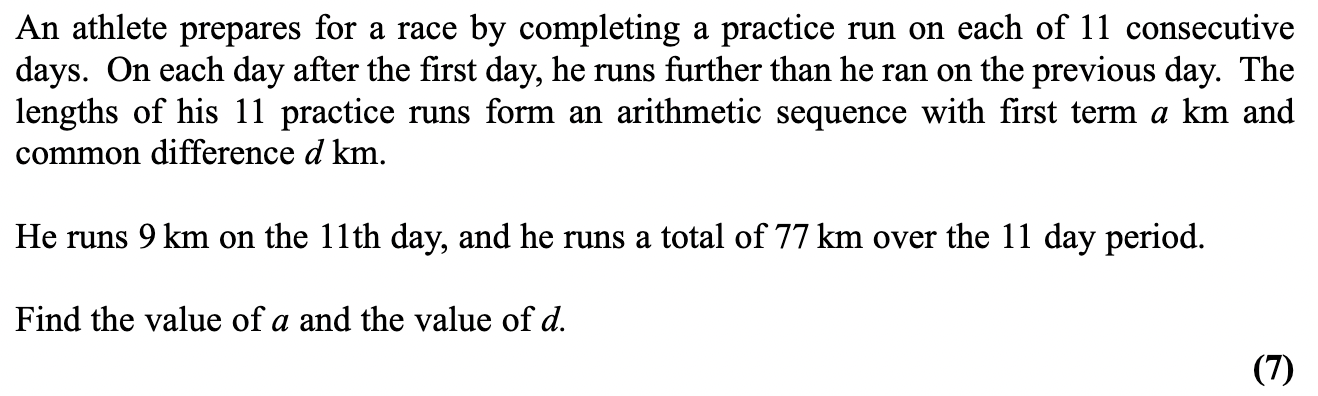 An athlete prepares for a race by completing a practice run on each of 11 consecutive
days. On each day after the first day, he runs further than he ran on the previous day. The
lengths of his 11 practice runs form an arithmetic sequence with first term a km and
common difference d km.
He runs 9 km on the 11th day, and he runs a total of 77 km over the 11 day period.
Find the value of a and the value of d.
(7)